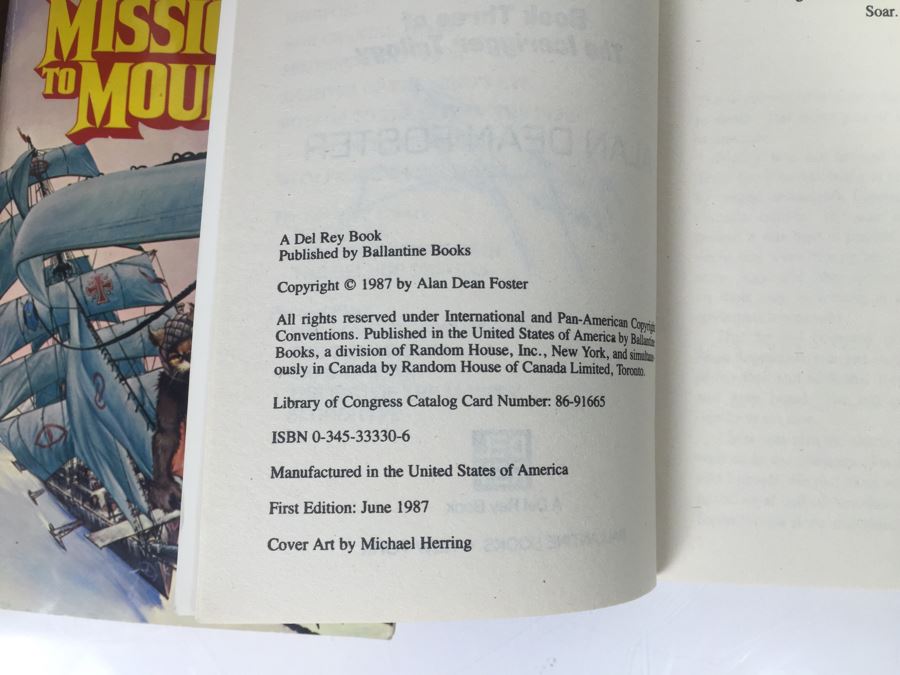 MISSI
TO MOU
Soar.
A Del Rey Book
Published by Ballantine Books
Copyright © 1987 by Alan Dean Foster
All rights reserved under International and Pan-American Copyright
Conventions. Published in the United States of America by Ballantine
Books, a division of Random House, Inc., New York, and simultane-
ously in Canada by Random House of Canada Limited, Toronto.
Library of Congress Catalog Card Number: 86-91665
ISBN 0-345-33330-6
Manufactured in the United States of America
First Edition: June 1987
Cover Art by Michael Herring